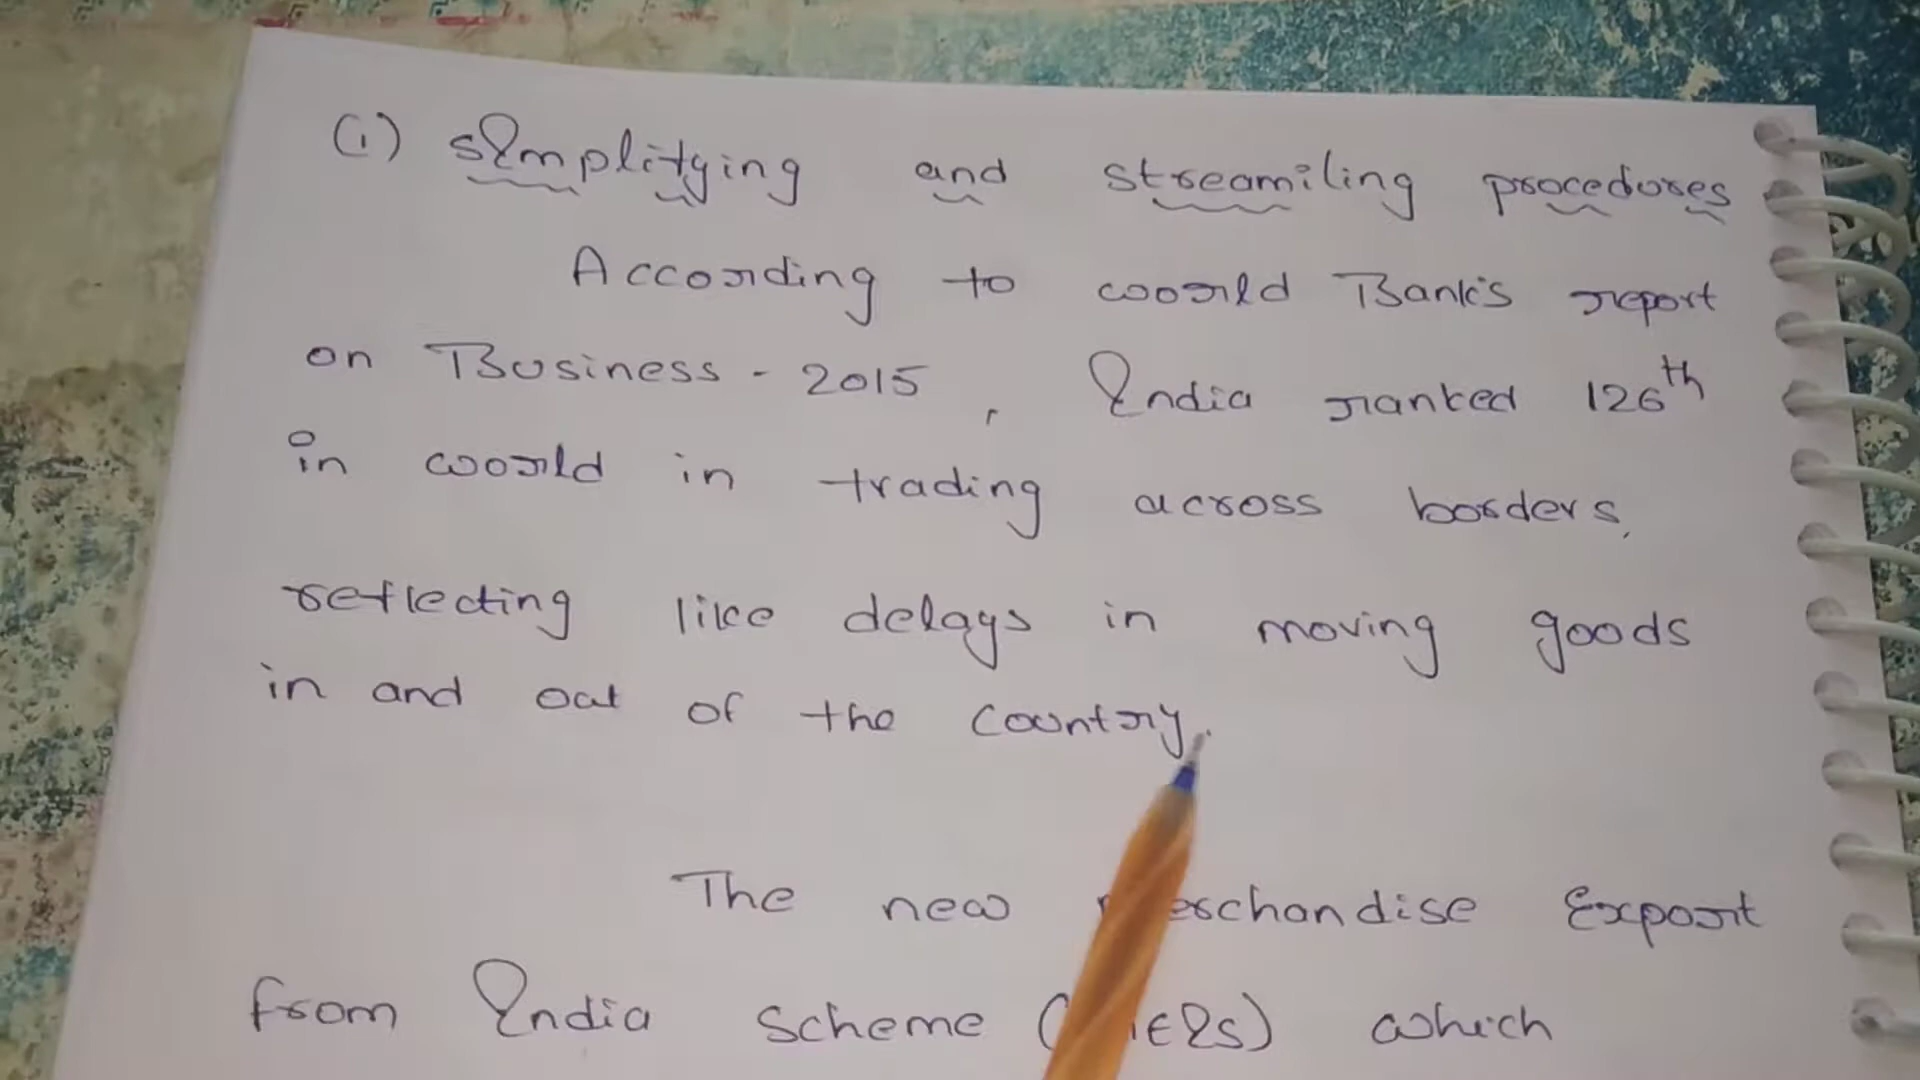 (i) simplifying and streamiling procedures
According to world Bank's report
on Business - 2015, India ranked 126th
in world in trading across borders,
reflecting like delays in moving goods
in and out of the country.
The new Export
from India Scheme which